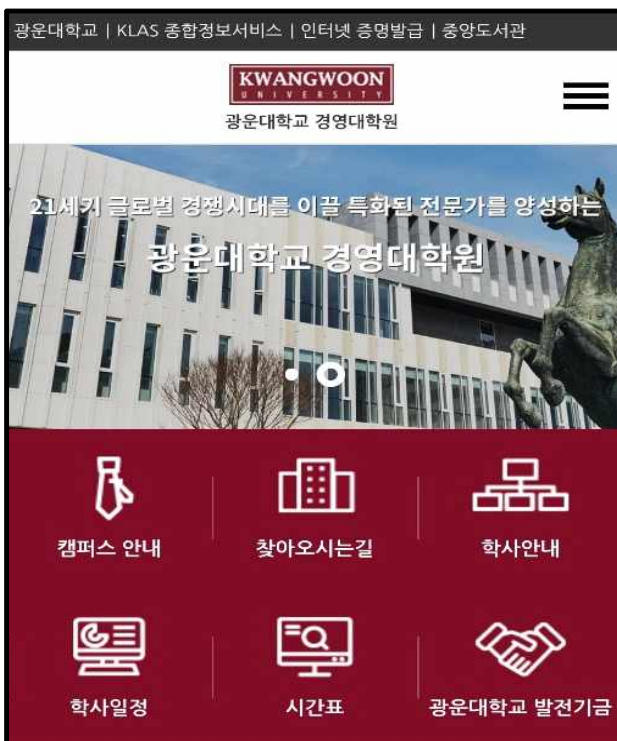 광운대학교 | KLAS 종합정보서비스 | 인터넷 증명발급 | 중앙도서관
KWANGWOON
UNIVERSITY
광운대학교 경영대학원
21세기 글로벌 경쟁시대를 이끌 특화된 전문가를 양성하는
광운대학교 경영대학원
캠퍼스 안내
찾아오시는길
학사안내
학사일정
시간표
광운대학교 발전기금